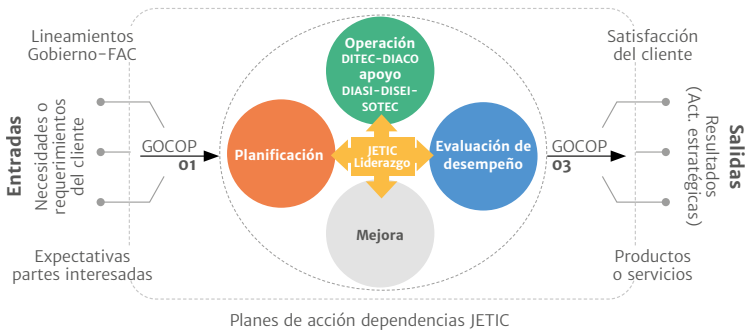 Lineamientos
Gobierno-FAC
Entradas
Necesidades o
requerimientos
del cliente
Expectativas
partes interesadas
GOCOP
01
Planificación
Operación
DITEC-DIACO
apoyo
DIASI-DISEI-
SOTEC
JETIC
Liderazgo
Evaluación de
desempeño
Mejora
GOCOP
03
Satisfacción
del cliente
Resultados
(Act. estratégicas)
Salidas
Productos
o servicios
Planes de acción dependencias JETIC